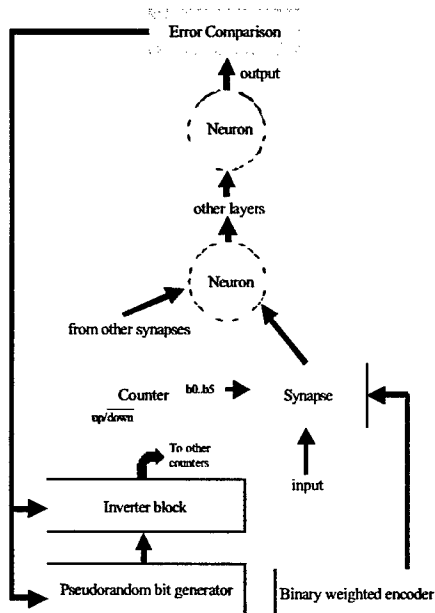 Error Comparison
output
Neuron
other layers
Neuron
from other synapses
Counter b0..b5 Synapse
up/down
To other
counters
input
Inverter block
Pseudorandom bit generator
Binary weighted encoder